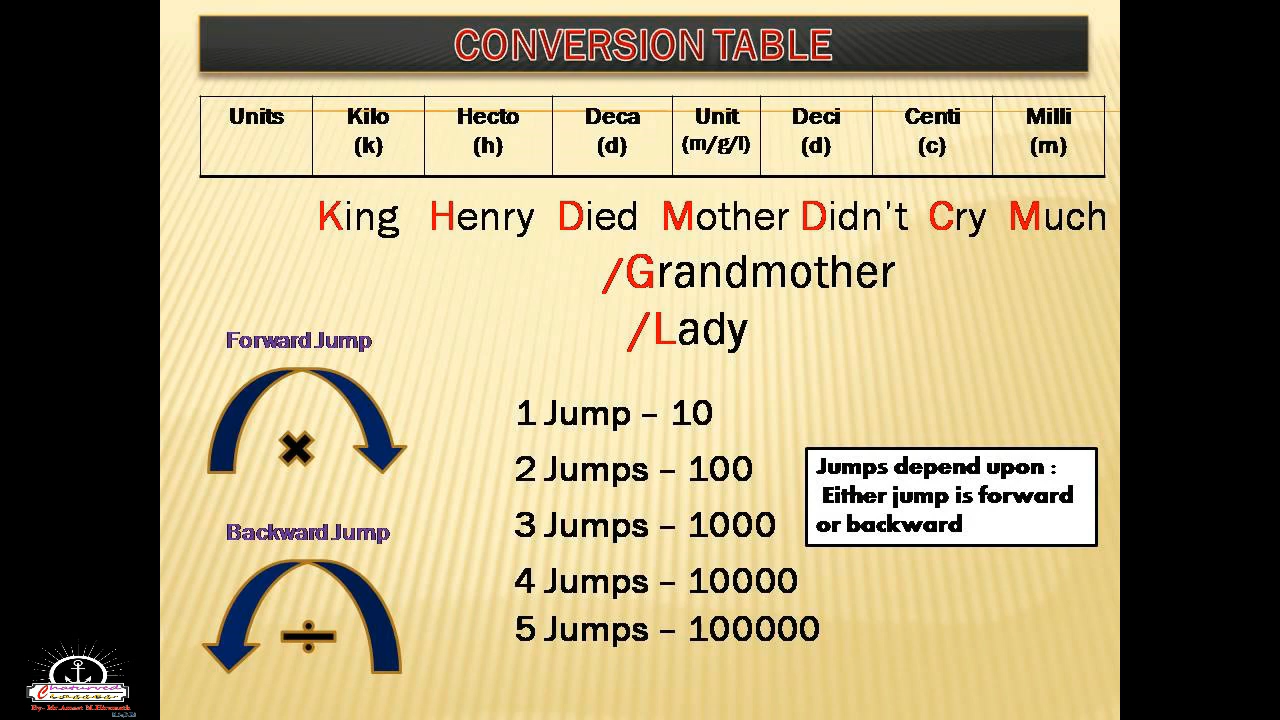 CONVERSION TABLE
Units Kilo Hecto Deca Unit Deci Centi Milli
(k) (h) (d) (m/g/l) (d) (c) (m)
King Henry Died Mother Didn't Cry Much
/Grandmother
/Lady
Forward Jump
×
Backward Jump
÷
1 Jump – 10
2 Jumps – 100
3 Jumps – 1000
4 Jumps – 10000
5 Jumps – 100000
Jumps depend upon :
Either jump is forward
or backward